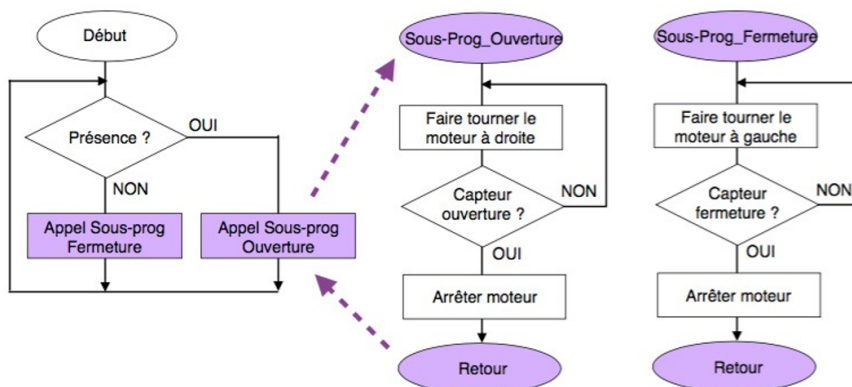 Début
Présence ?
OUI
NON
Appel Sous-prog
Fermeture
Appel Sous-prog
Ouverture
Sous-Prog_Ouverture
Faire tourner le
moteur à droite
Capteur
ouverture ?
NON
OUI
Arrêter moteur
Retour
Sous-Prog_Fermeture
Faire tourner le
moteur à gauche
Capteur
fermeture ?
NON
OUI
Arrêter moteur
Retour